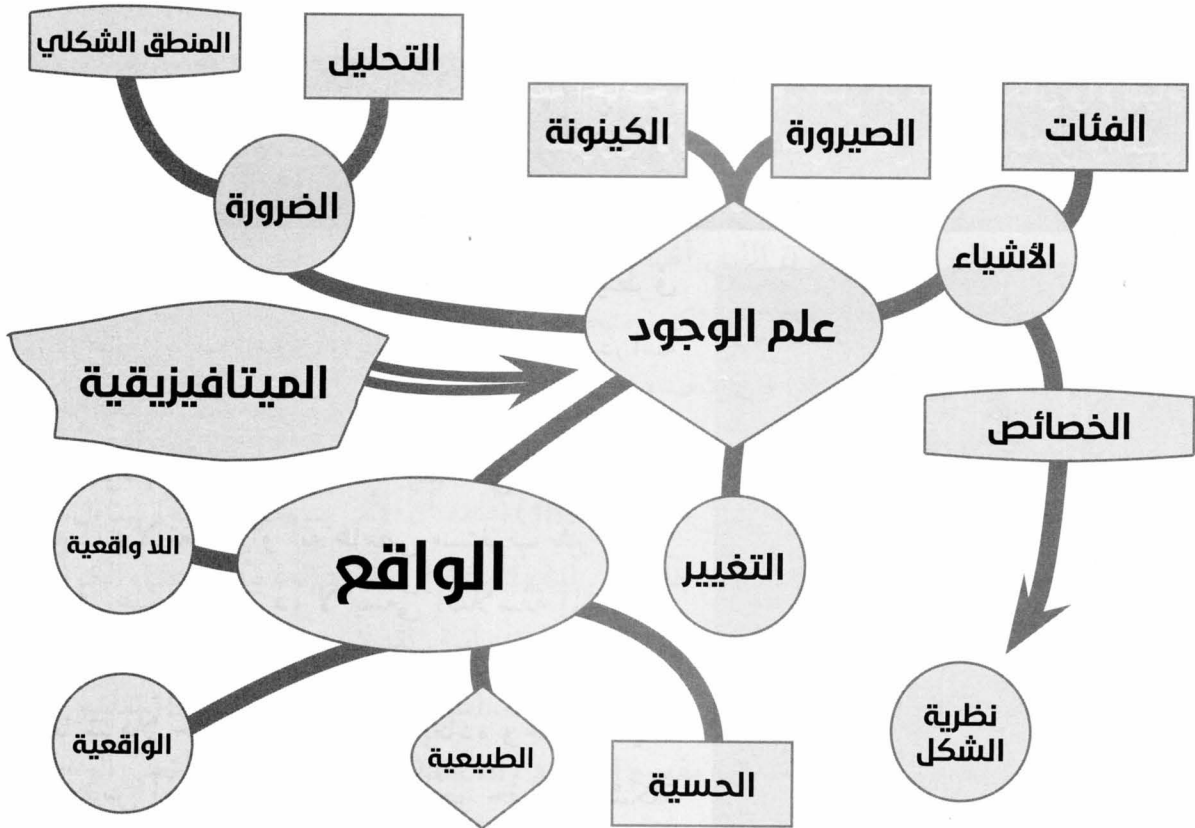 المنطق الشكلي
التحليل
الضرورة
الكينونة
الصيرورة
الفئات
الأشياء
علم الوجود
الميتافيزيقية
الخصائص
التغيير
الواقع
اللا واقعية
الواقعية
الطبيعية
الحسية
نظرية
الشكل